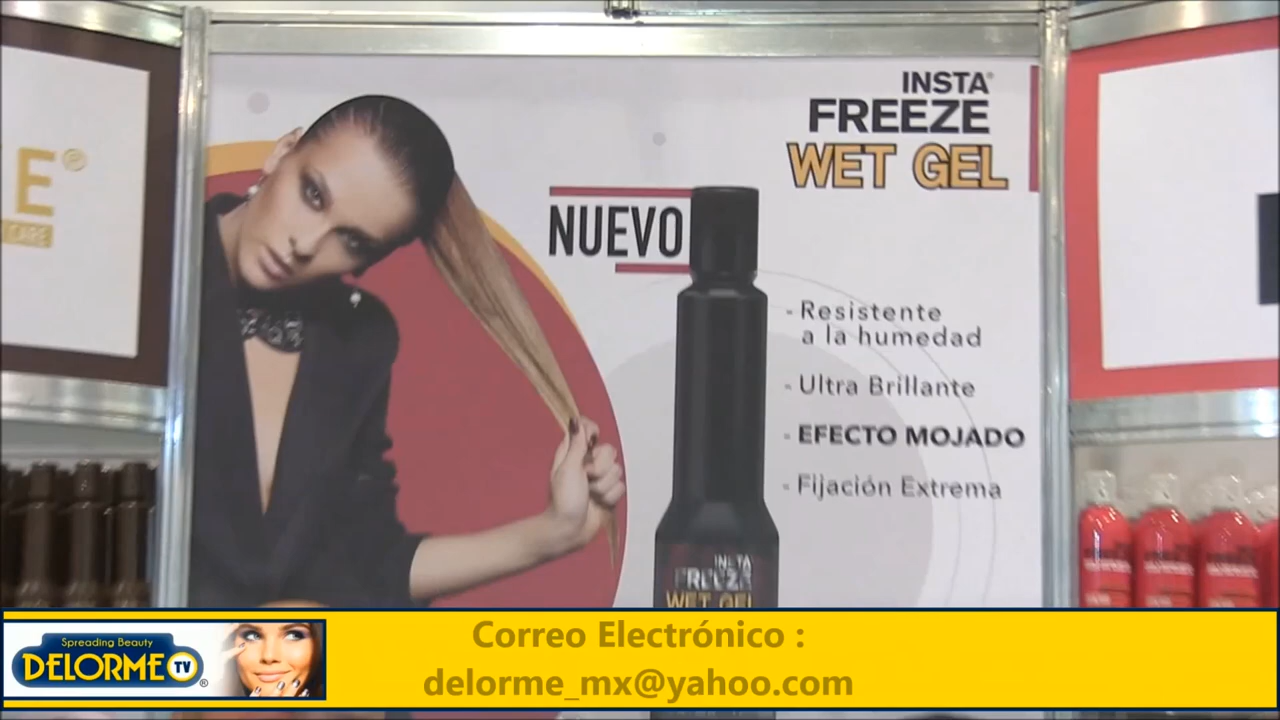 INSTA®
FREEZE
WET GEL
NUEVO
- Resistente
a la humedad
- Ultra Brillante
- EFECTO MOJADO
- Fijación Extrema
E®
CARE
INSTA
FREEZE
WET GEL
Spreading Beauty
DELORME TV®
Correo Electrónico :
delorme_mx@yahoo.com